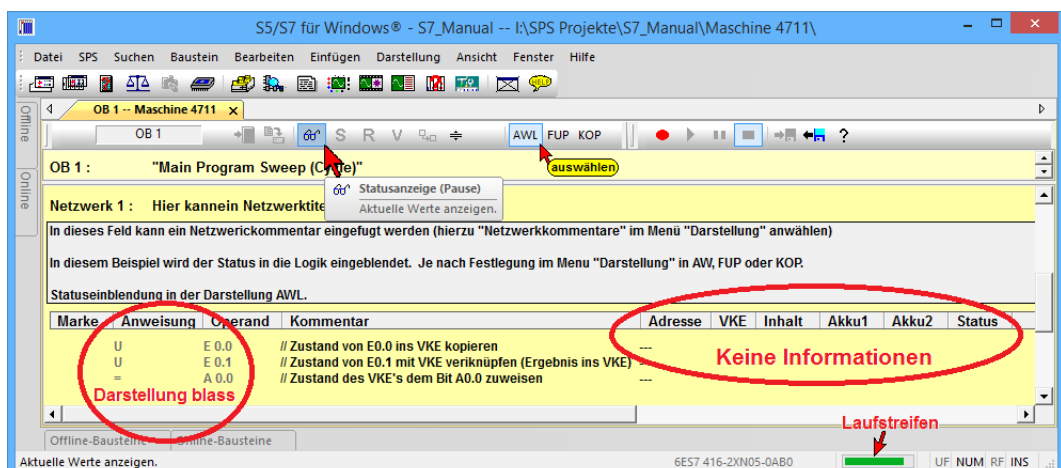 S5/S7 für Windows® - S7_Manual -- I:\SPS Projekte\S7_Manual\Maschine 4711\
Datei SPS Suchen Baustein Bearbeiten Einfügen Darstellung Ansicht Fenster Hilfe
Offline
Online
OB 1 -- Maschine 4711 x
OB 1 S R V AWL FUP KOP ?
auswählen)
OB 1 : "Main Program Sweep (Cycle)"
Statusanzeige (Pause)
Aktuelle Werte anzeigen.
Netzwerk 1 : Hier kannein Netzwerktite
In dieses Feld kann ein Netzwerickommentar eingefugt werden (hierzu "Netzwerkkommentare" im Menü "Darstellung" anwählen)
In diesem Beispiel wird der Status in die Logik eingeblendet. Je nach Festlegung im Menu "Darstellung" in AW, FUP oder KOP.
Statuseinblendung in der Darstellung AWL.
Marke Anweisung Operand Kommentar Adresse VKE Inhalt Akku1 Akku2 Status
U E 0.0 // Zustand von E0.0 ins VKE kopieren ---
U E 0.1 // Zustand von E0.1 mit VKE veriknüpfen (Ergebnis ins VKE) ---
= A 0.0 // Zustand des VKE's dem Bit A0.0 zuweisen ---
Keine Informationen
Darstellung blass
Laufstreifen
Offline-Bausteine Online-Bausteine
Aktuelle Werte anzeigen. 6ES7 416-2XN05-0AB0 UF NUM RF INS